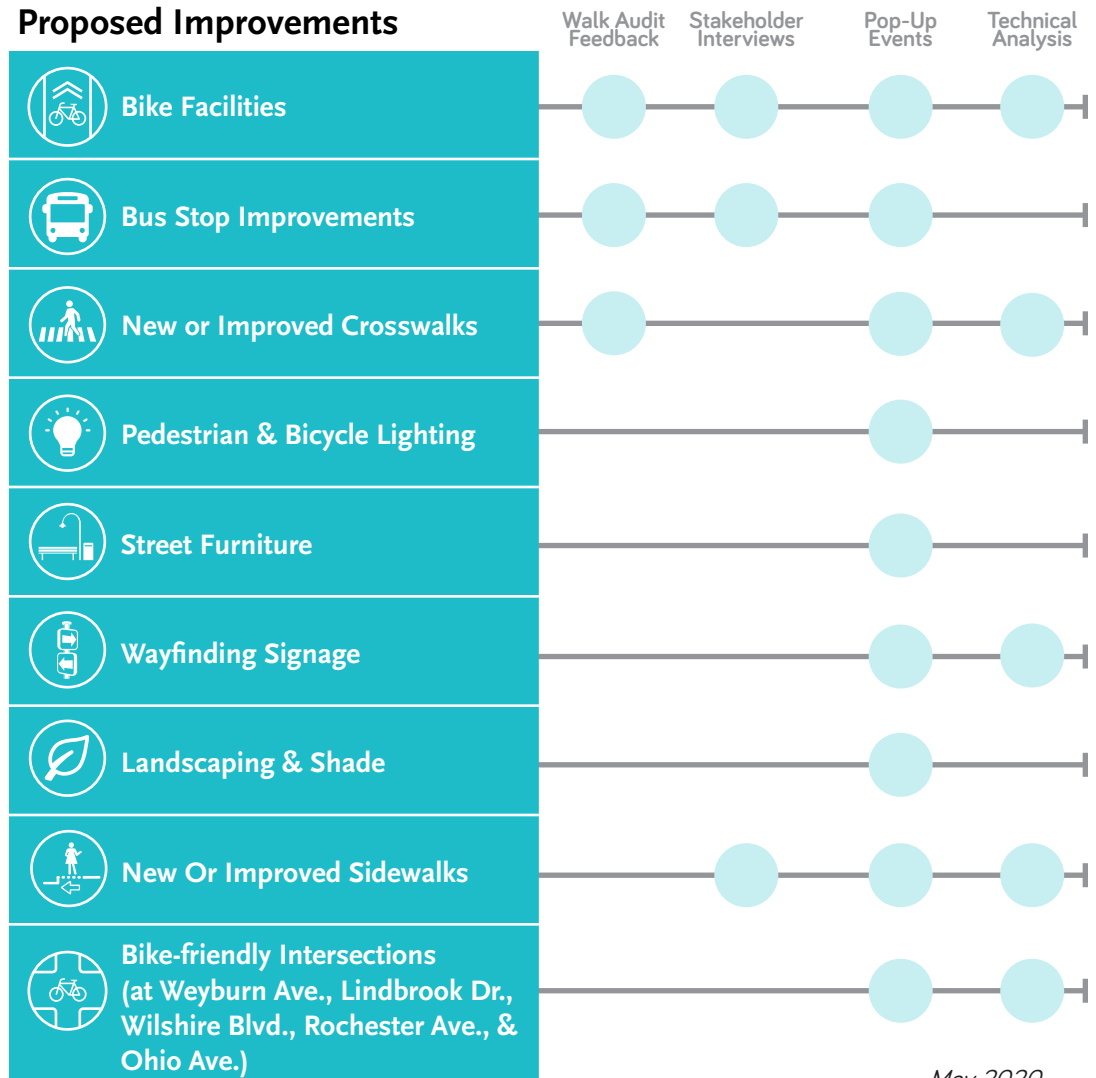 Proposed Improvements
Walk Audit
Feedback
Stakeholder
Interviews
Pop-Up
Events
Technical
Analysis
Bike Facilities
Bus Stop Improvements
New or Improved Crosswalks
Pedestrian & Bicycle Lighting
Street Furniture
Wayfinding Signage
Landscaping & Shade
New Or Improved Sidewalks
Bike-friendly Intersections
(at Weyburn Ave., Lindbrook Dr.,
Wilshire Blvd., Rochester Ave., &
Ohio Ave.)
May 2020